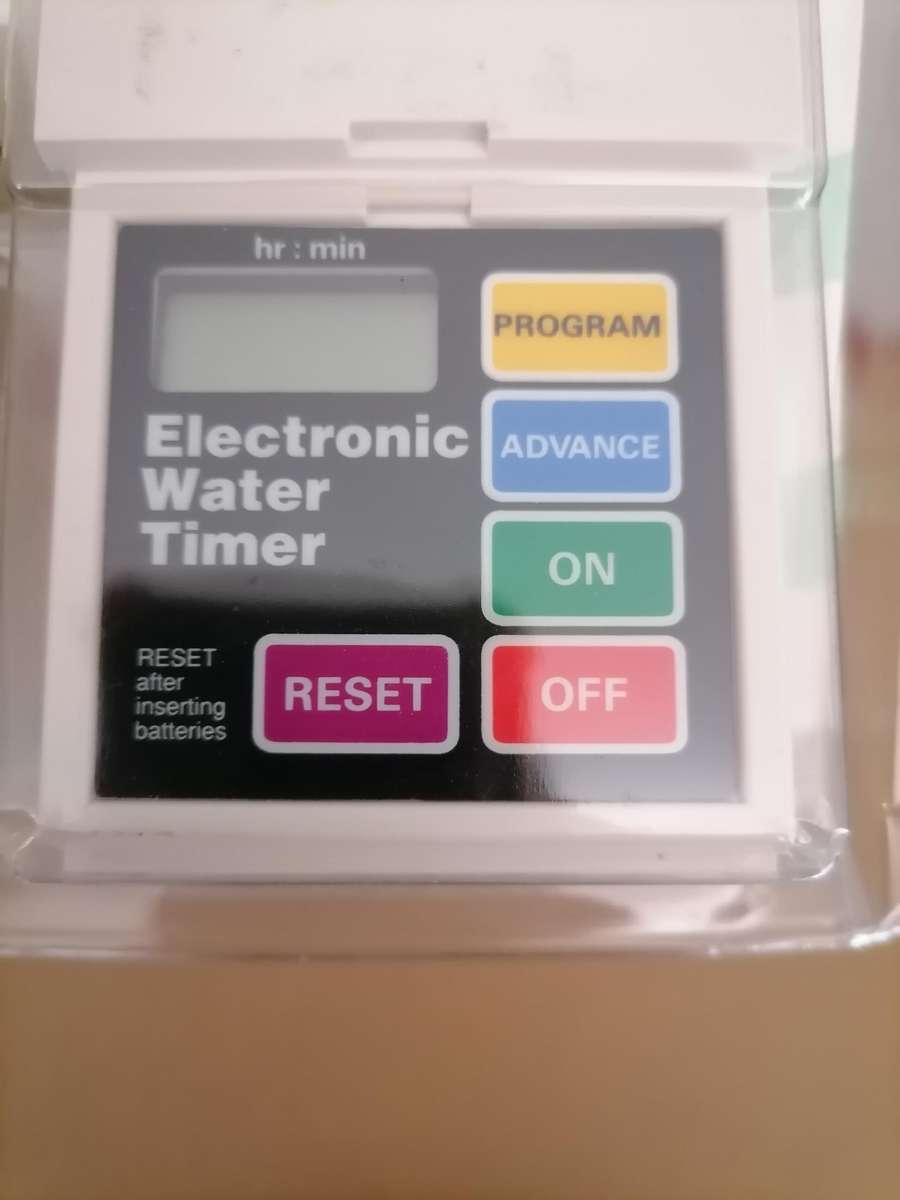 hr : min
PROGRAM
ADVANCE
Electronic
Water
Timer
ON
RESET
after
inserting
batteries
RESET
OFF